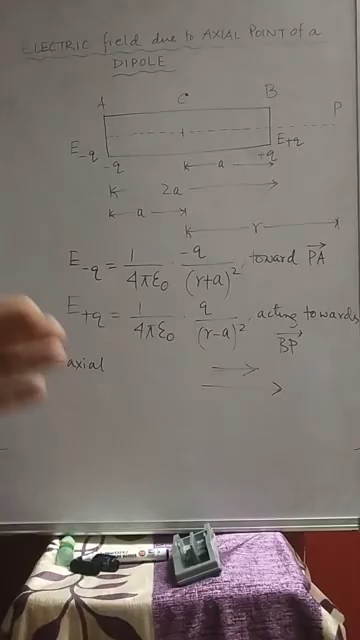 ELECTRIC field due to AXIAL POINT of a
DIPOLE
A C B P
E-q -q a +q E+q
2a
a
r
E-q = 1/4πε0 · -q/(r+a)², toward PA
E+q = 1/4πε0 · q/(r-a)², acting towards
BP
axial